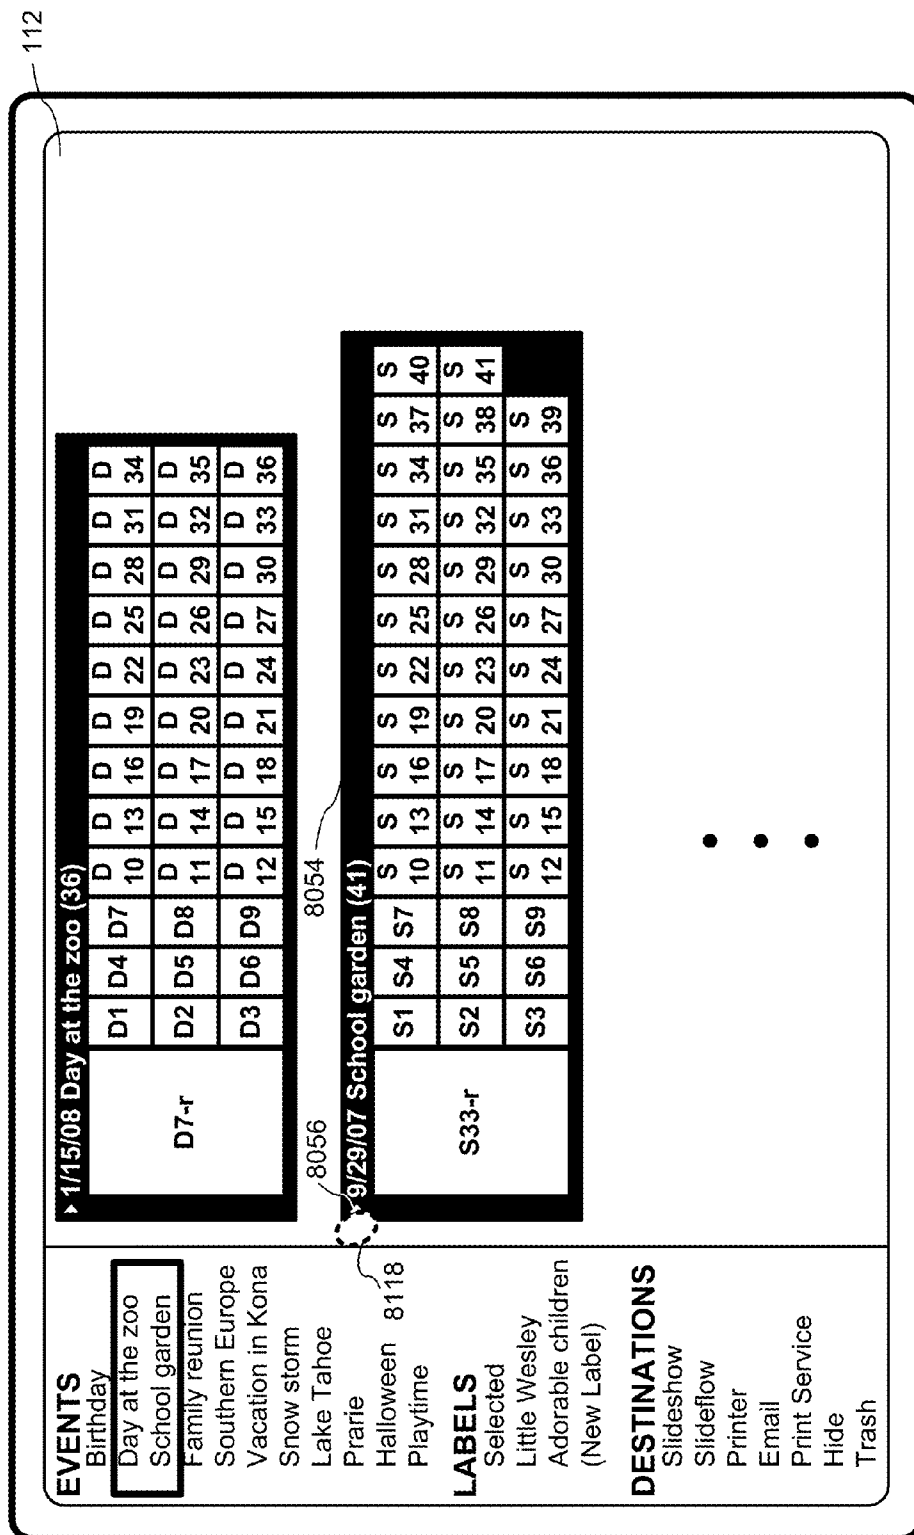 112
EVENTS
Birthday
Day at the zoo
School garden
Family reunion
Southern Europe
Vacation in Kona
Snow storm
Lake Tahoe
Prarie
Halloween
Playtime
LABELS
Selected
Little Wesley
Adorable children
(New Label)
DESTINATIONS
Slideshow
Slideflow
Printer
Email
Print Service
Hide
Trash
1/15/08 Day at the zoo (36)
D7-r
D1 D4 D7 D 10 D 13 D 16 D 19 D 22 D 25 D 28 D 31 D 34
D2 D5 D8 D 11 D 14 D 17 D 20 D 23 D 26 D 29 D 32 D 35
D3 D6 D9 D 12 D 15 D 18 D 21 D 24 D 27 D 30 D 33 D 36
8056 8054
9/29/07 School garden (41)
8118
S33-r
S1 S4 S7 S 10 S 13 S 16 S 19 S 22 S 25 S 28 S 31 S 34 S 37 S 40
S2 S5 S8 S 11 S 14 S 17 S 20 S 23 S 26 S 29 S 32 S 35 S 38 S 41
S3 S6 S9 S 12 S 15 S 18 S 21 S 24 S 27 S 30 S 33 S 36 S 39